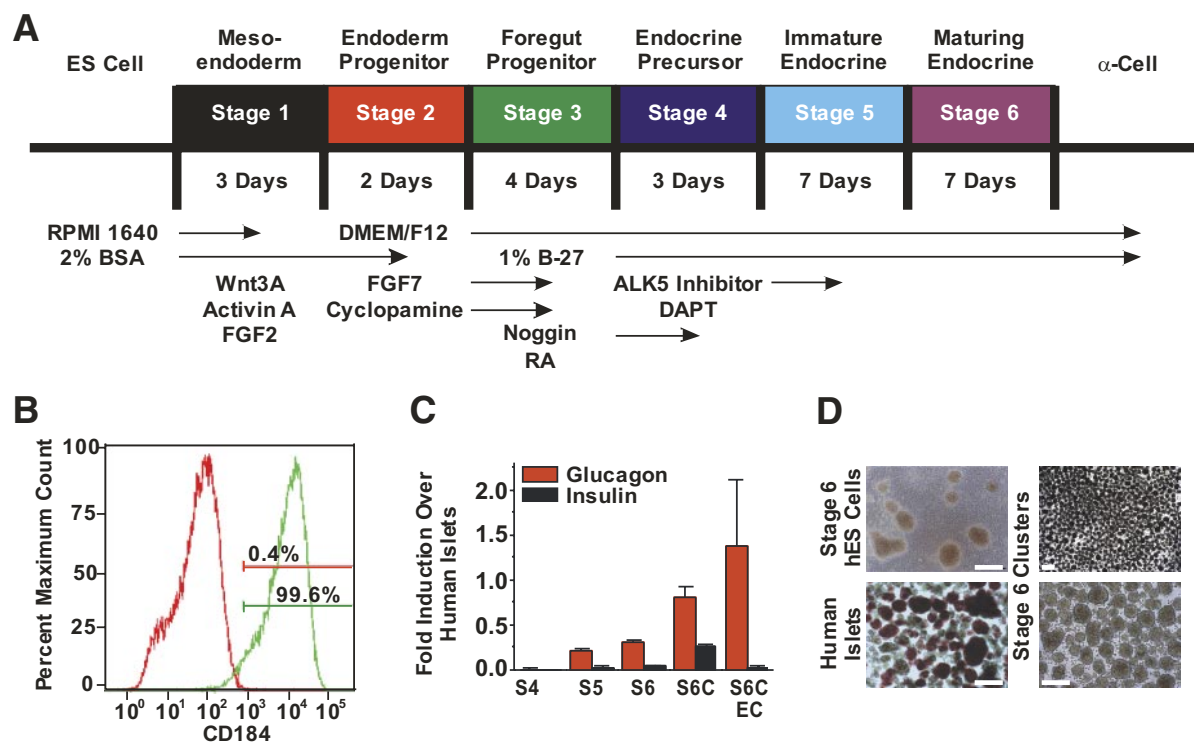 A
ES Cell
Meso-
endoderm
Endoderm
Progenitor
Foregut
Progenitor
Endocrine
Precursor
Immature
Endocrine
Maturing
Endocrine
α-Cell
Stage 1
Stage 2
Stage 3
Stage 4
Stage 5
Stage 6
3 Days
2 Days
4 Days
3 Days
7 Days
7 Days
RPMI 1640
DMEM/F12
2% BSA
1% B-27
Wnt3A
Activin A
FGF2
FGF7
Cyclopamine
Noggin
RA
ALK5 Inhibitor
DAPT
B
Percent Maximum Count
100
75
50
25
0
0.4%
99.6%
10⁰ 10¹ 10² 10³ 10⁴ 10⁵
CD184
C
Fold Induction Over
Human Islets
Glucagon
Insulin
2.0
1.5
1.0
0.5
0.0
S4 S5 S6 S6C S6C
EC
D
Stage 6
hES Cells
Human
Islets
Stage 6 Clusters